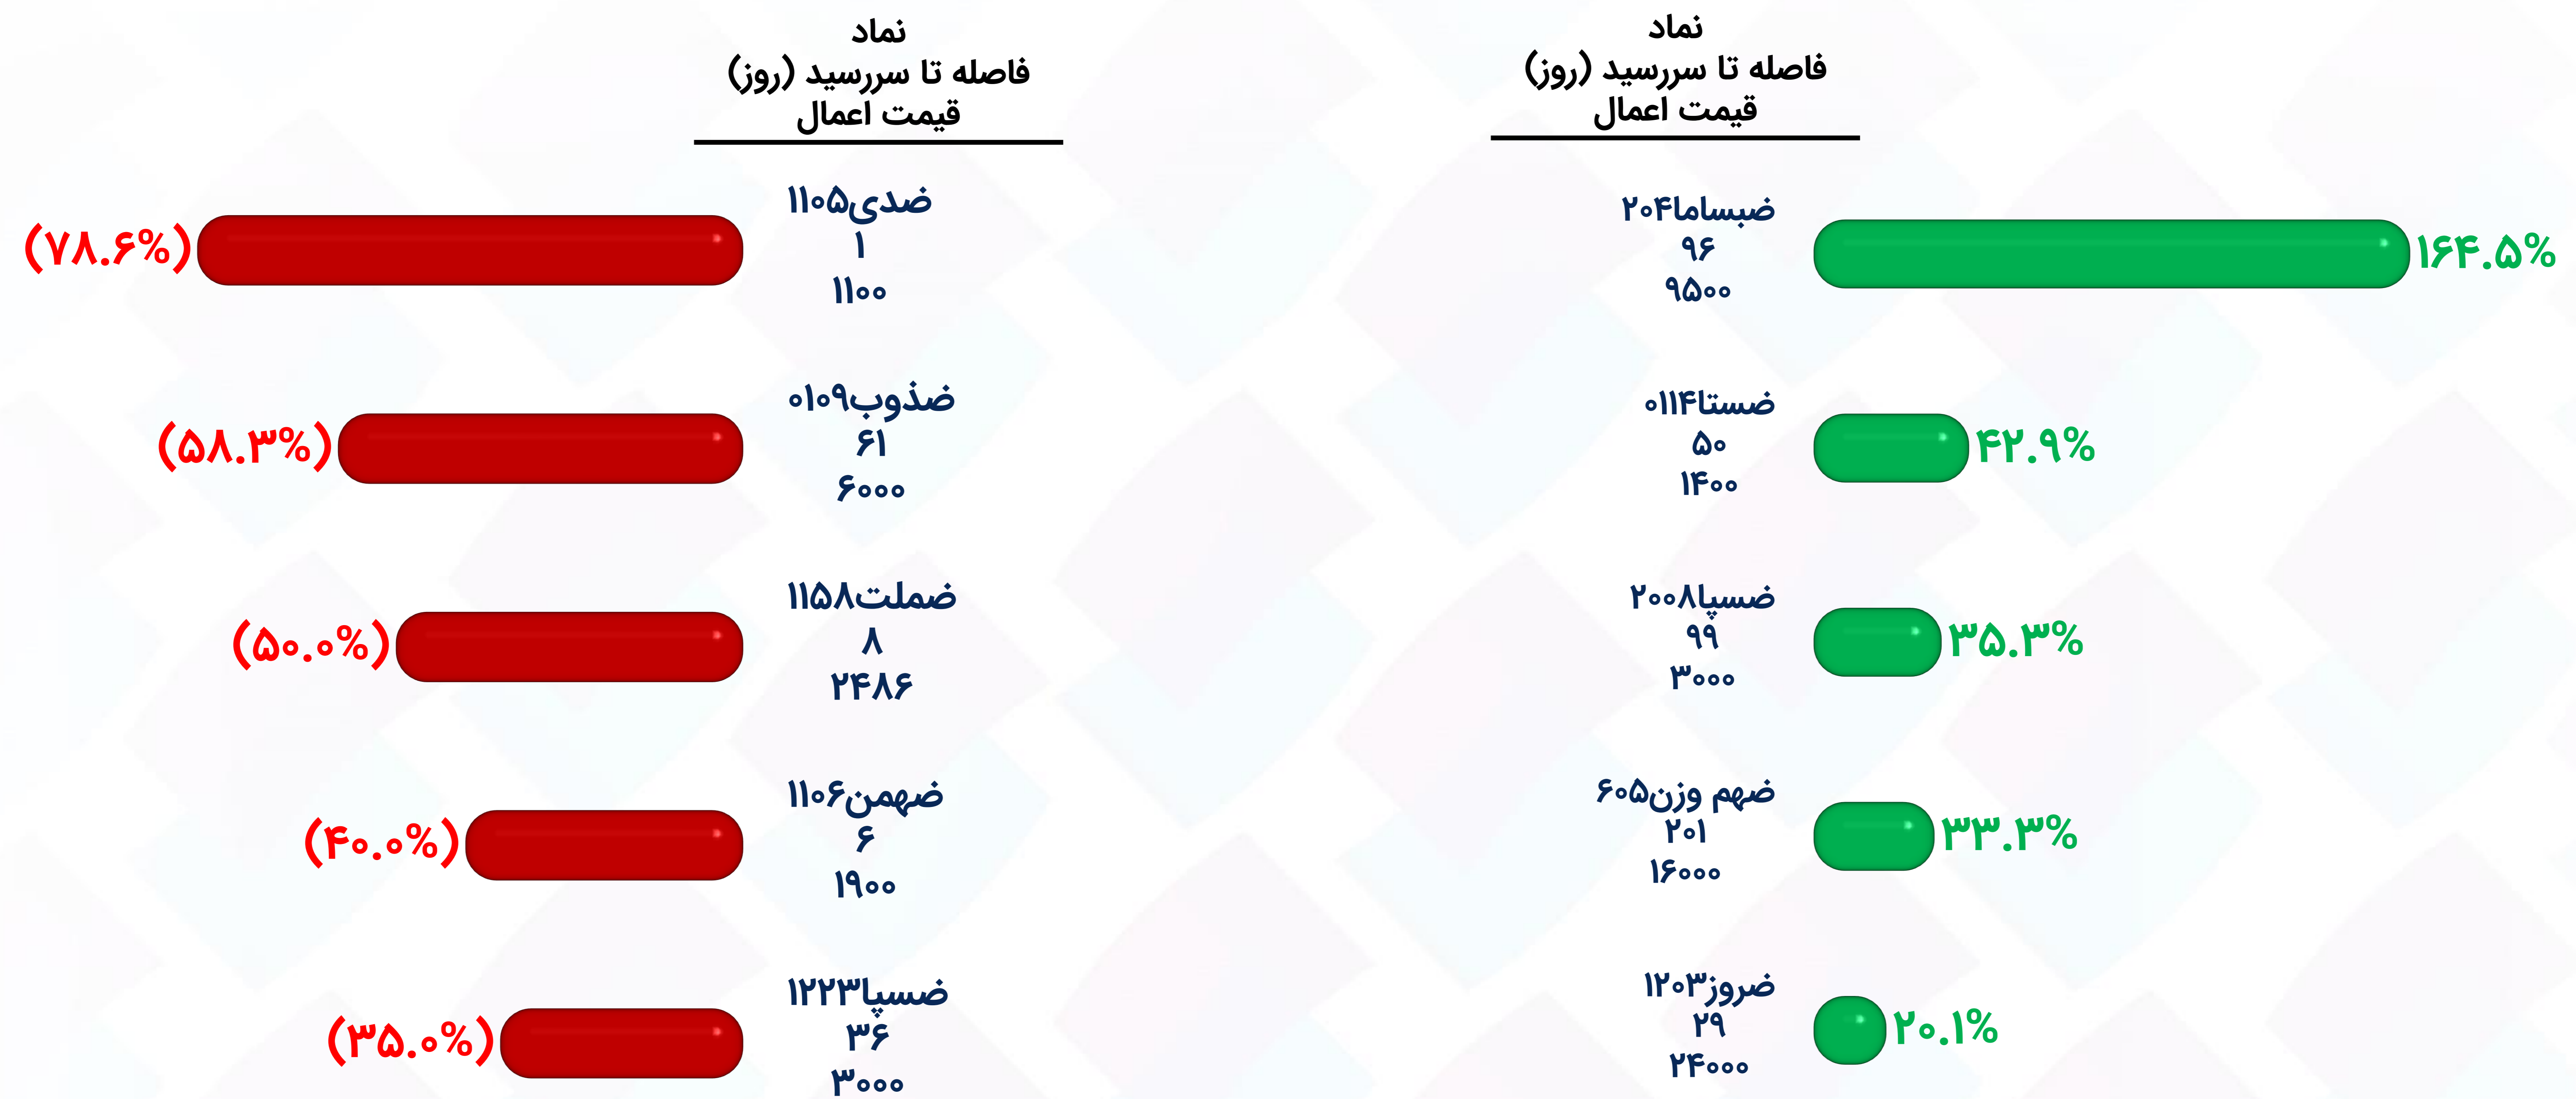 نماد
فاصله تا سررسید (روز)
قیمت اعمال
ضبساما۲۰۴
۹۶
۹۵۰۰
۱۶۴.۵%
ضستا۰۱۱۴
۵۰
۱۴۰۰
۴۲.۹%
ضسپا۲۰۰۸
۹۹
۳۰۰۰
۳۵.۳%
ضهم وزن۶۰۵
۲۰۱
۱۶۰۰۰
۳۳.۳%
ضروز۱۲۰۳
۲۹
۲۴۰۰۰
۲۰.۱%
نماد
فاصله تا سررسید (روز)
قیمت اعمال
ضدی۱۱۰۵
۱
۱۱۰۰
(۷۸.۶%)
ضذوب۰۱۰۹
۶۱
۶۰۰۰
(۵۸.۳%)
ضملت۱۱۵۸
۸
۲۴۸۶
(۵۰.۰%)
ضهمن۱۱۰۶
۶
۱۹۰۰
(۴۰.۰%)
ضسپا۱۲۲۳
۳۶
۳۰۰۰
(۳۵.۰%)